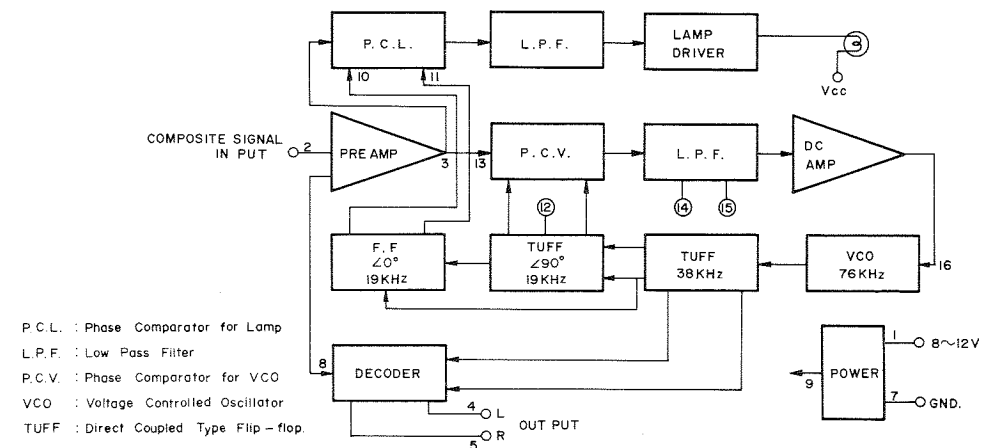 P.C.L.
L.P.F.
LAMP
DRIVER
10
11
Vcc
COMPOSITE SIGNAL
IN PUT
2
PRE AMP
3
13
P.C.V.
L.P.F.
DC
AMP
12
14
15
F.F
∠0°
19KHz
TUFF
∠90°
19KHz
TUFF
38KHz
VCO
76KHz
16
P.C.L. : Phase Comparator for Lamp
L.P.F. : Low Pass Filter
P.C.V. : Phase Comparator for VCO
VCO : Voltage Controlled Oscillator
TUFF : Direct Coupled Type Flip-flop.
8
DECODER
4
L
5
R
OUT PUT
9
POWER
1
8~12V
7
GND.